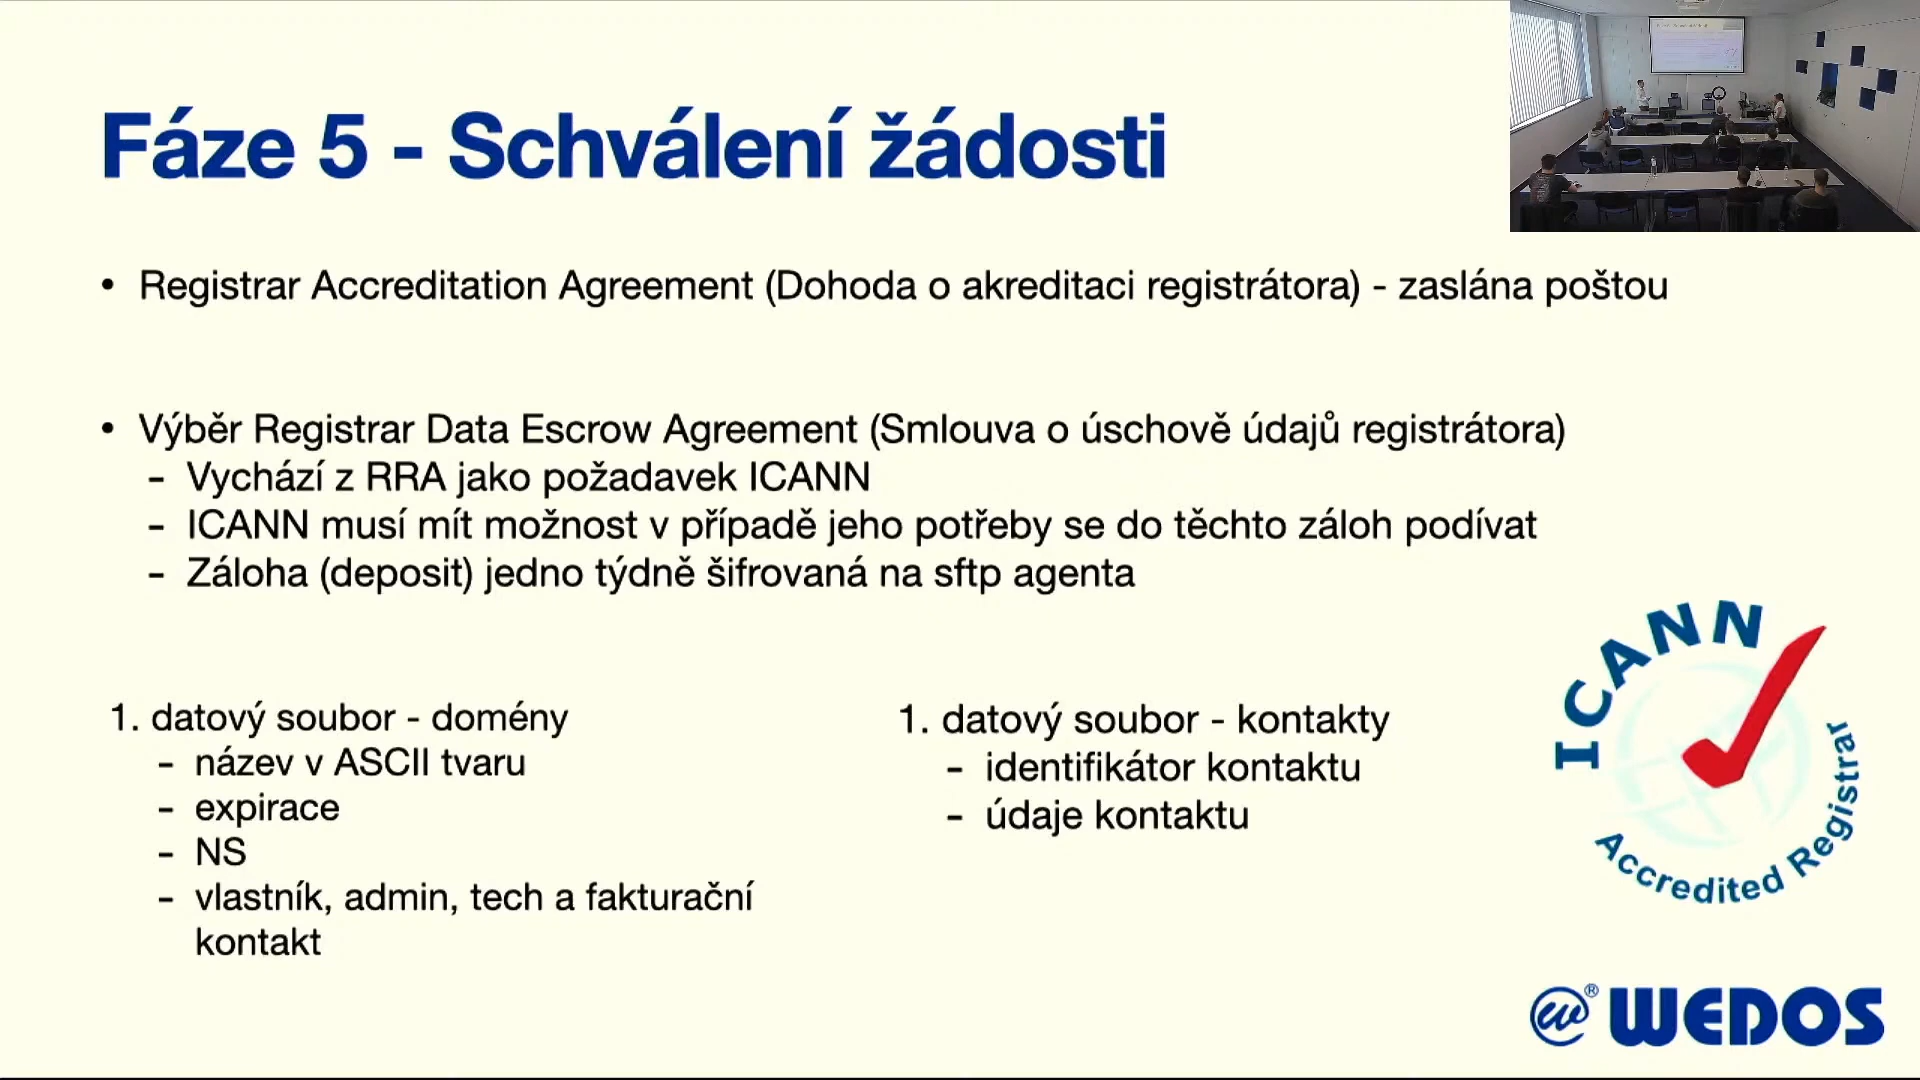 Fáze 5 - Schválení žádosti
• Registrar Accreditation Agreement (Dohoda o akreditaci registrátora) - zaslána poštou
• Výběr Registrar Data Escrow Agreement (Smlouva o úschově údajů registrátora)
- Vychází z RRA jako požadavek ICANN
- ICANN musí mít možnost v případě jeho potřeby se do těchto záloh podívat
- Záloha (deposit) jedno týdně šifrovaná na sftp agenta
1. datový soubor - domény
- název v ASCII tvaru
- expirace
- NS
- vlastník, admin, tech a fakturační
kontakt
1. datový soubor - kontakty
- identifikátor kontaktu
- údaje kontaktu
ICANN
Accredited Registrar
w® WEDOS